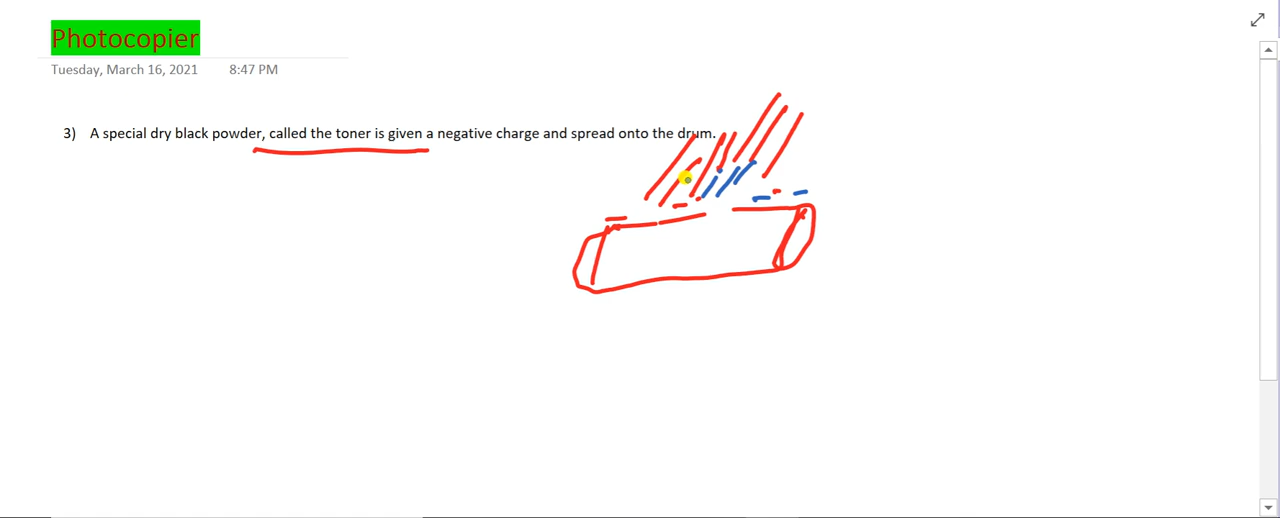 Photocopier
Tuesday, March 16, 2021 8:47 PM
3) A special dry black powder, called the toner is given a negative charge and spread onto the drum.